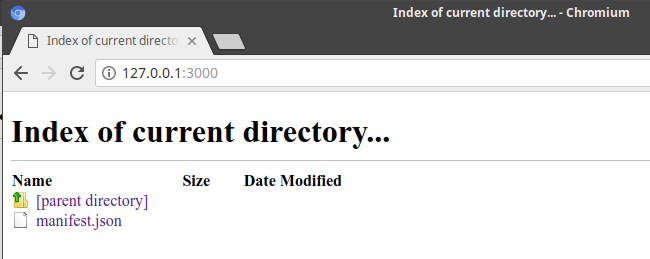 Index of current directory... - Chromium
Index of current directo
127.0.0.1:3000
Index of current directory...
Name Size Date Modified
[parent directory]
manifest.json